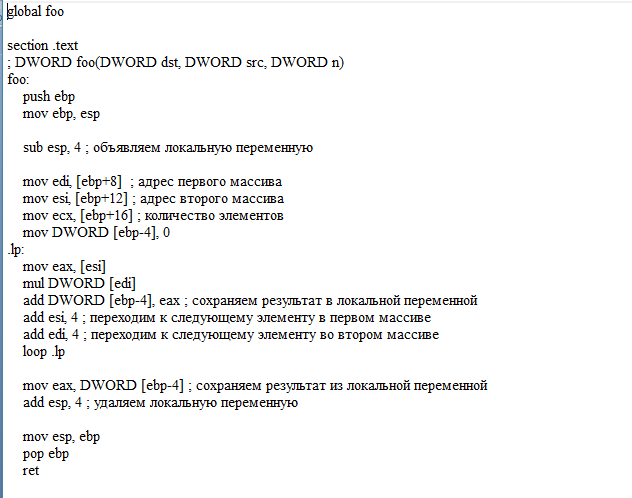 global foo
section .text
; DWORD foo(DWORD dst, DWORD src, DWORD n)
foo:
push ebp
mov ebp, esp
sub esp, 4 ; объявляем локальную переменную
mov edi, [ebp+8] ; адрес первого массива
mov esi, [ebp+12] ; адрес второго массива
mov ecx, [ebp+16] ; количество элементов
mov DWORD [ebp-4], 0
.lp:
mov eax, [esi]
mul DWORD [edi]
add DWORD [ebp-4], eax ; сохраняем результат в локальной переменной
add esi, 4 ; переходим к следующему элементу в первом массиве
add edi, 4 ; переходим к следующему элементу во втором массиве
loop .lp
mov eax, DWORD [ebp-4] ; сохраняем результат из локальной переменной
add esp, 4 ; удаляем локальную переменную
mov esp, ebp
pop ebp
ret